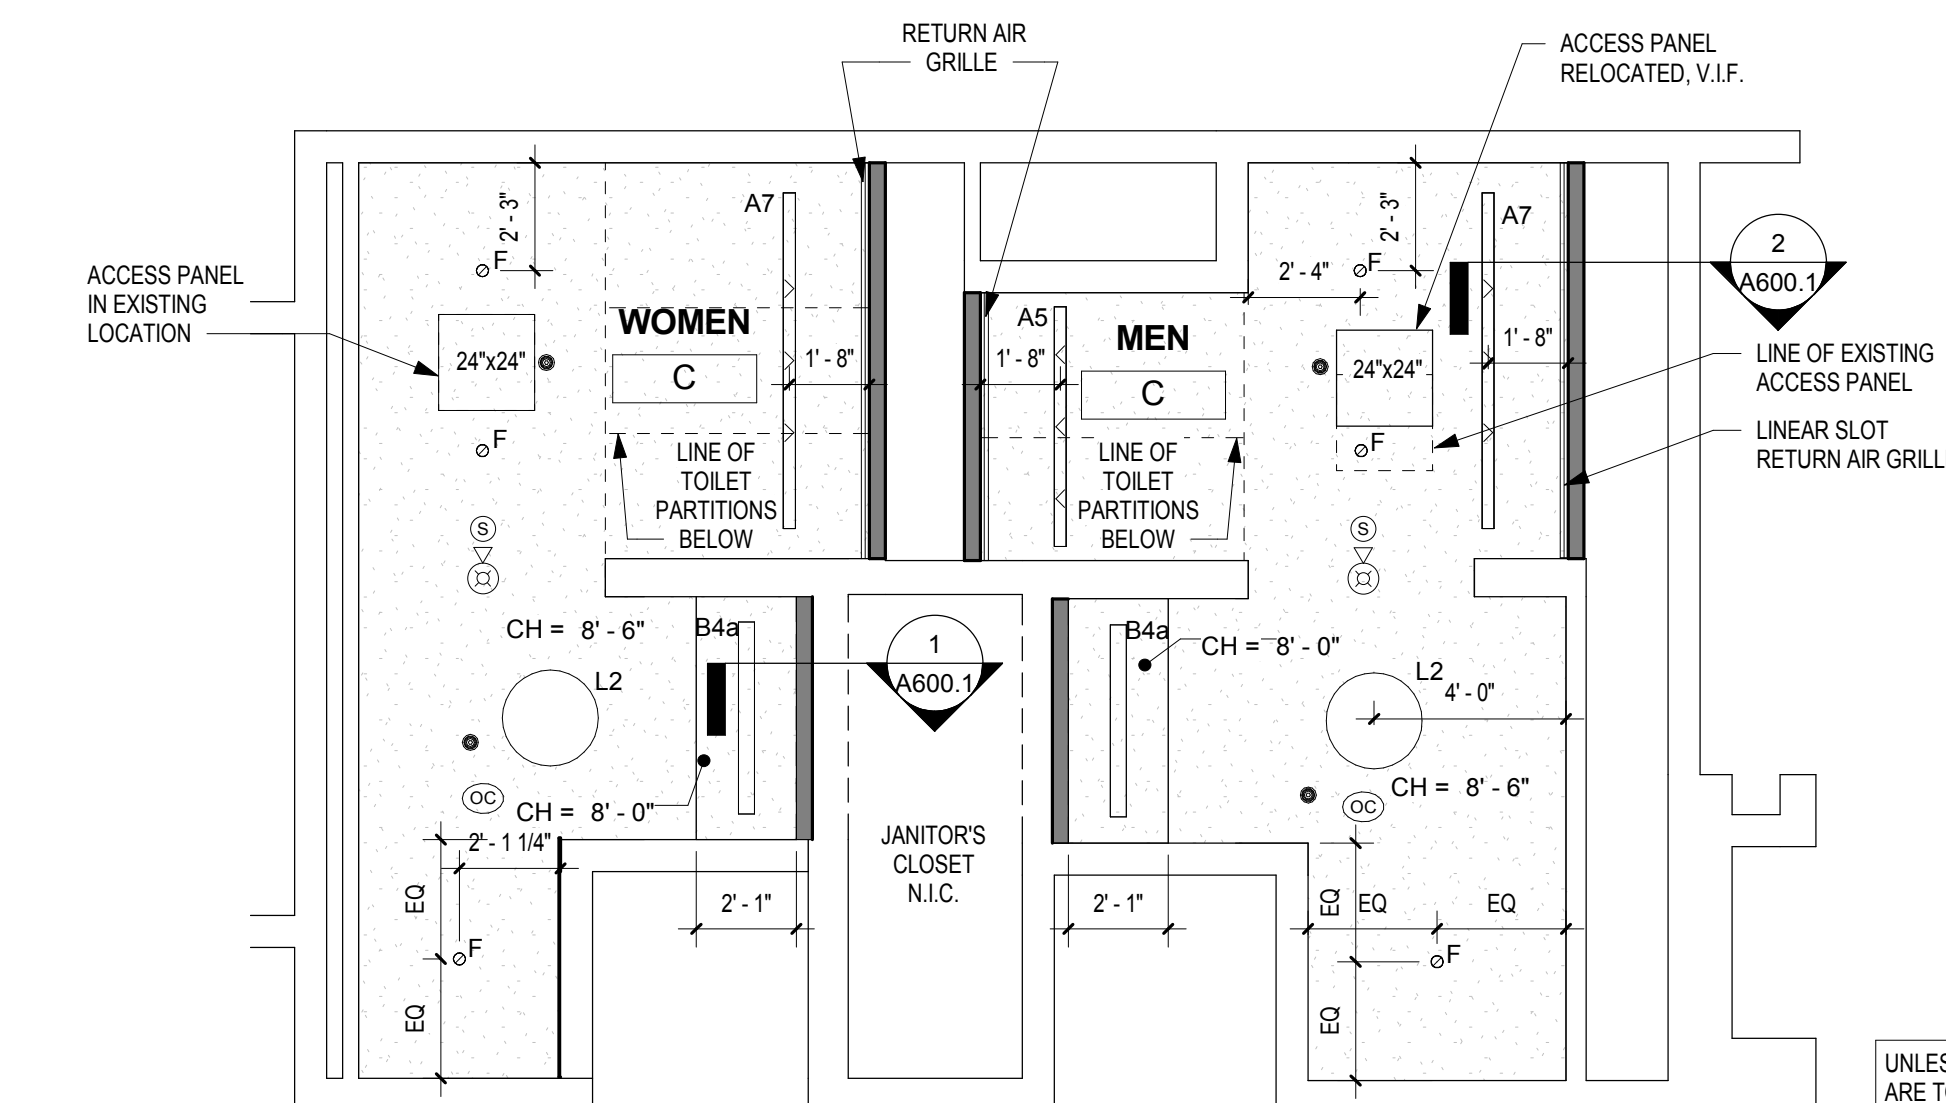 RETURN AIR
GRILLE
ACCESS PANEL
RELOCATED, V.I.F.
ACCESS PANEL
IN EXISTING
LOCATION
2' - 3"
F
24"x24"
F
A7
WOMEN
C
1' - 8"
LINE OF
TOILET
PARTITIONS
BELOW
A5
1' - 8"
MEN
C
LINE OF
TOILET
PARTITIONS
BELOW
2' - 4"
2' - 3"
F
24"x24"
F
A7
1' - 8"
2
A600.1
LINE OF EXISTING
ACCESS PANEL
LINEAR SLOT
RETURN AIR GRILL
S
S
CH = 8' - 6"
B4a
L2
OC
CH = 8' - 0"
1
A600.1
B4a
CH = 8' - 0"
L2
4' - 0"
CH = 8' - 6"
OC
2' - 1 1/4"
EQ
F
EQ
2' - 1"
JANITOR'S
CLOSET
N.I.C.
2' - 1"
EQ
EQ
EQ
F
EQ
UNLES
ARE TO